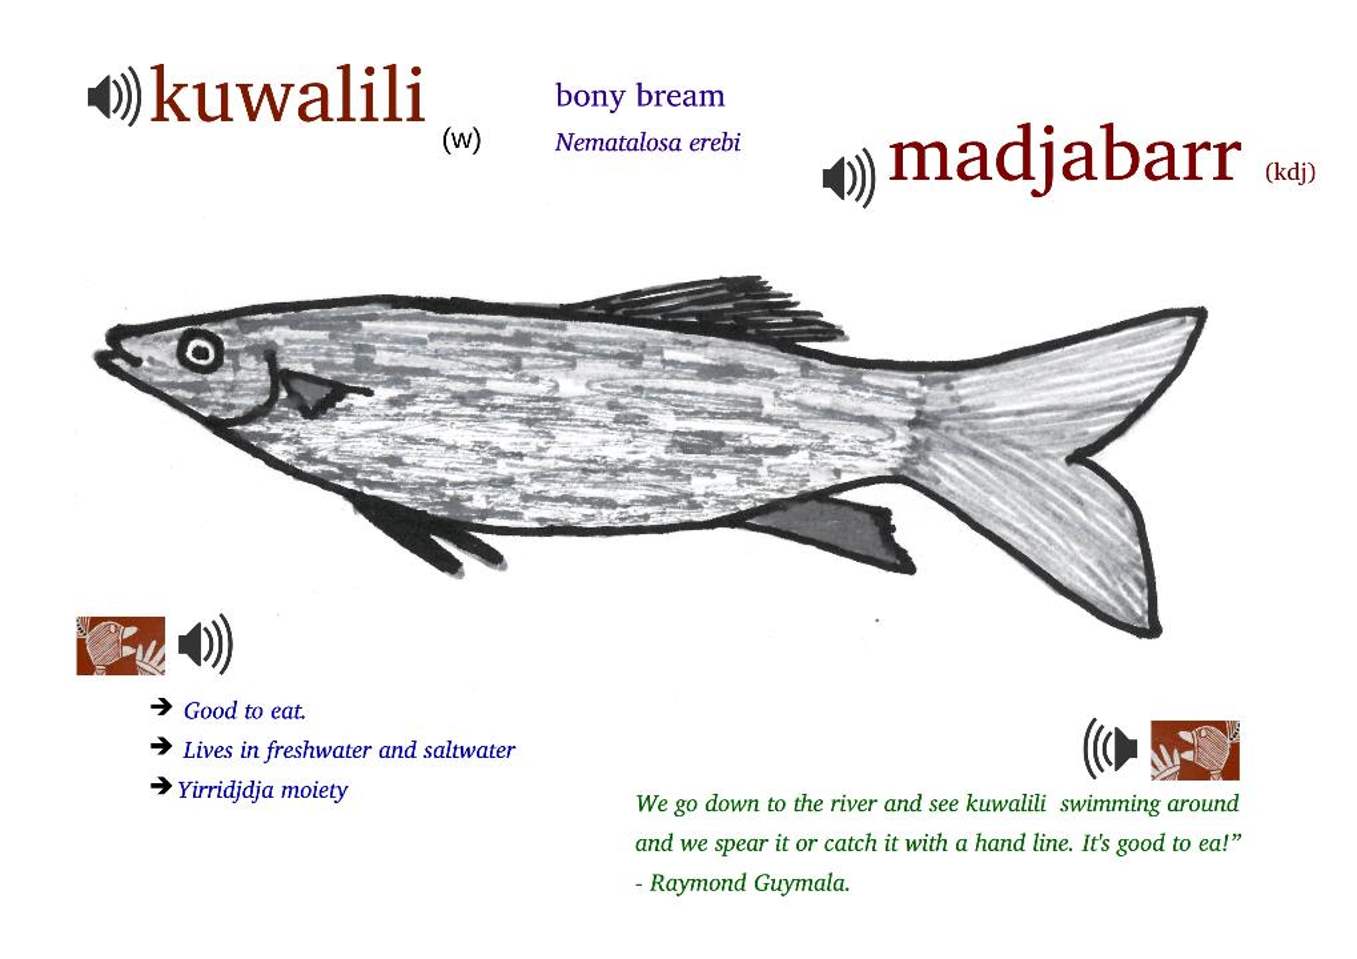 kuwalili
(w)
bony bream
Nematalosa erebi
madjabarr (kdj)
➔ Good to eat.
➔ Lives in freshwater and saltwater
➔ Yirridjdja moiety
We go down to the river and see kuwalili swimming around
and we spear it or catch it with a hand line. It's good to ea!”
- Raymond Guymala.